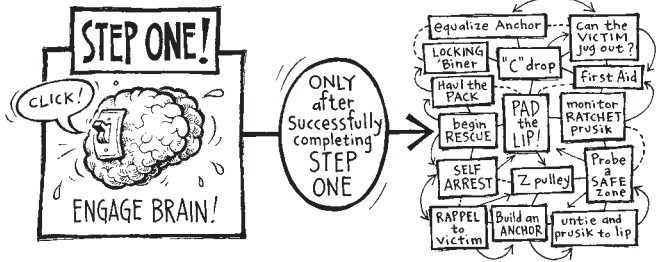 STEP ONE!
CLICK!
ENGAGE BRAIN!
ONLY
after
Successfully
completing
STEP
ONE
equalize Anchor
Can the
VICTIM
jug out?
LOCKING
'Biner
"C" drop
first Aid
Haul the
PACK
PAD
the
LIP!
monitor
RATCHET
prusik
begin
RESCUE
SELF
ARREST
Z pulley
Probe
a
SAFE
zone
RAPPEL
to
Victim
Build an
ANCHOR
untie and
prusik to lip